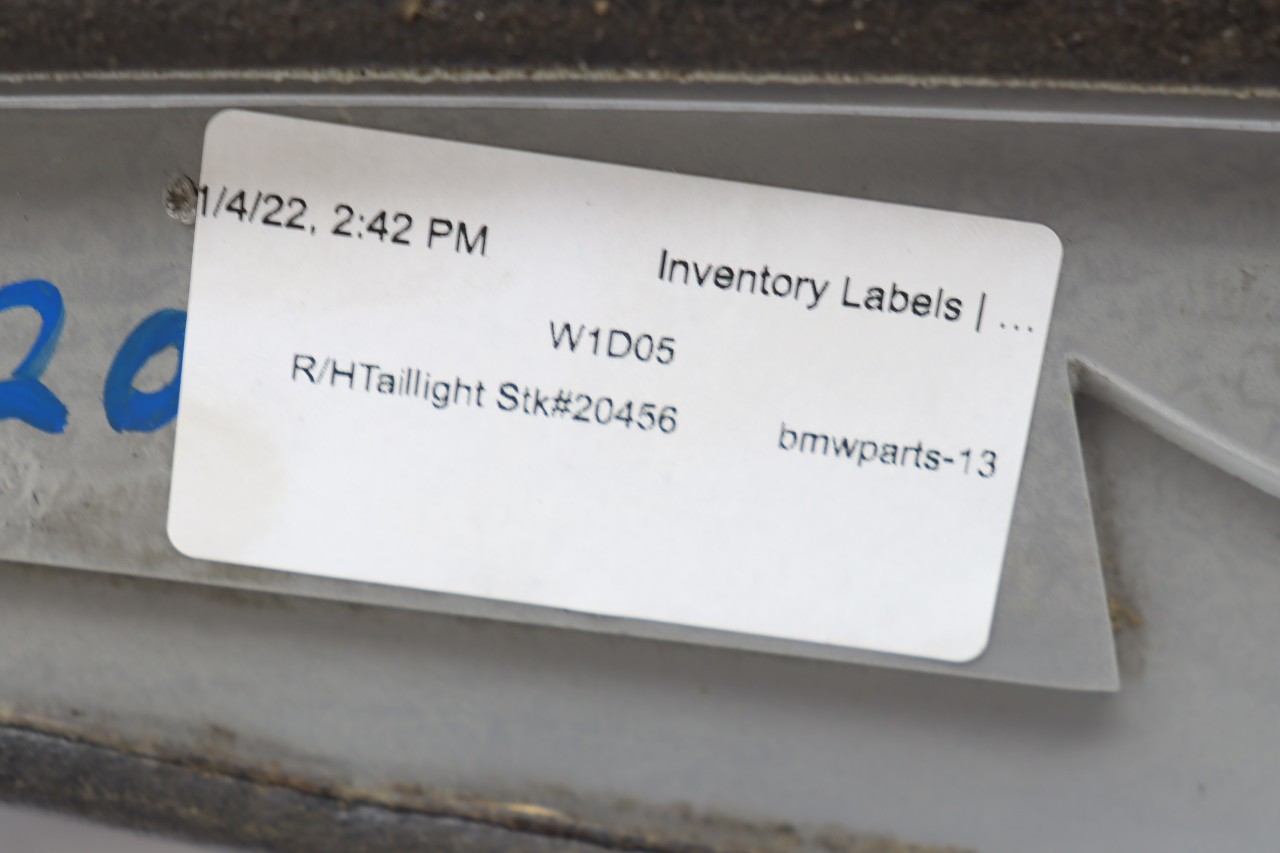 1/4/22, 2:42 PM
Inventory Labels | ...
W1D05
R/HTaillight Stk#20456
bmwparts-13
20